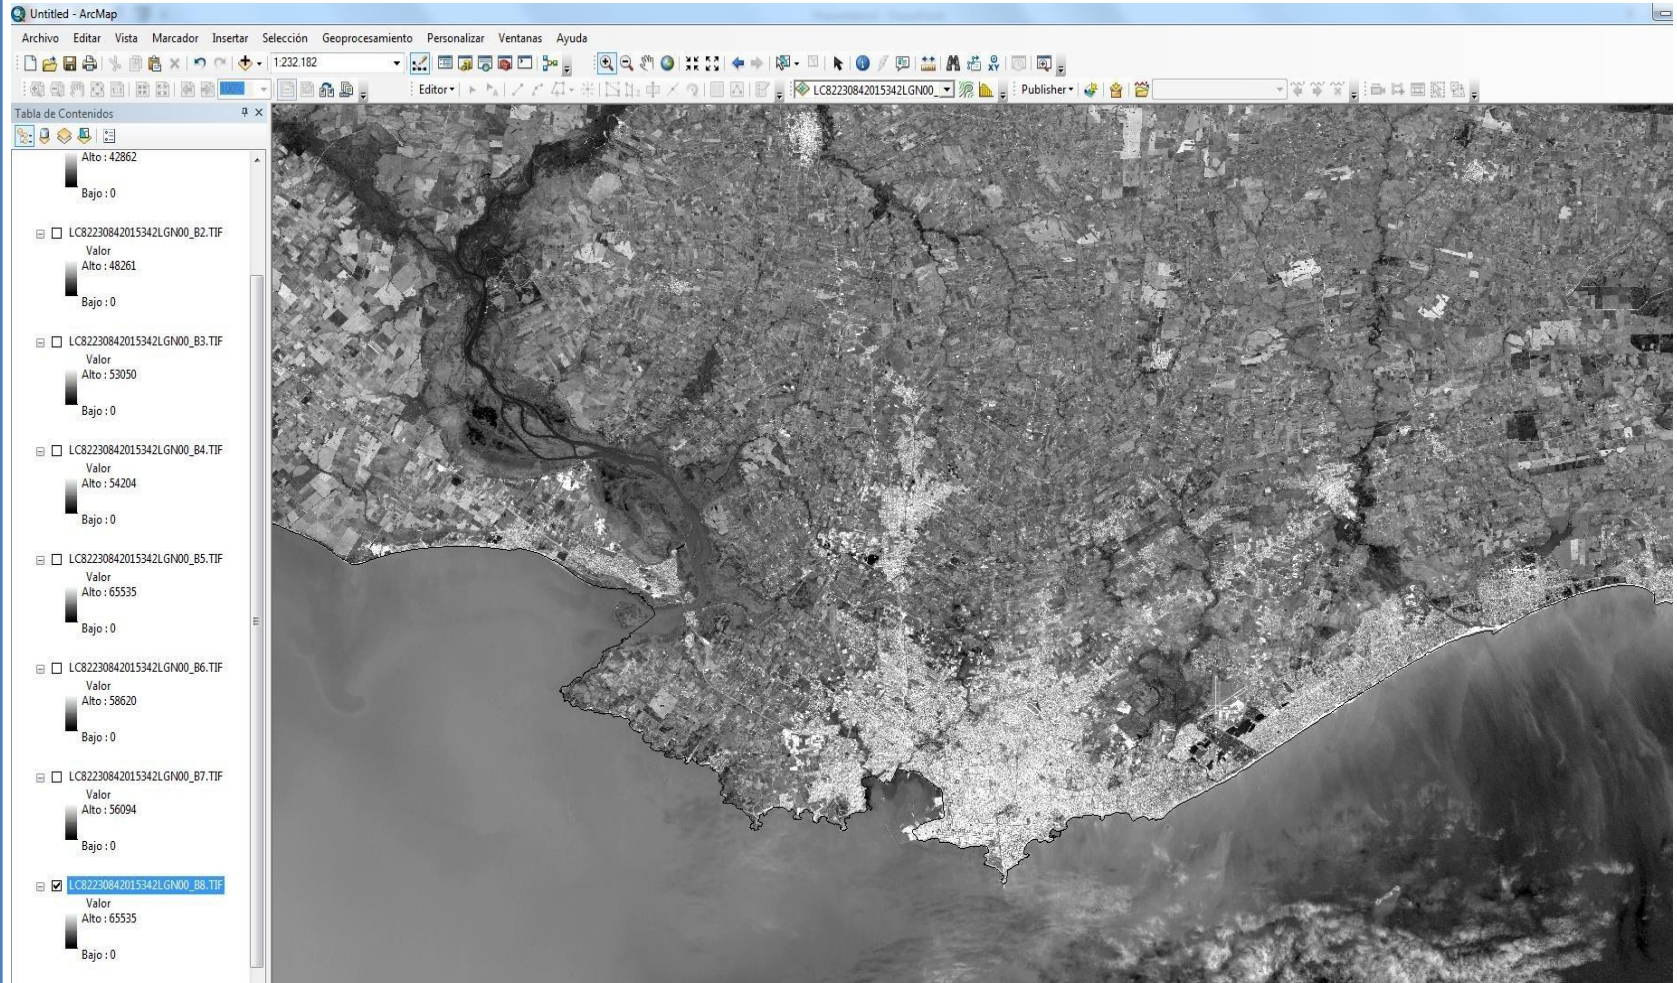 Untitled - ArcMap
Archivo Editar Vista Marcador Insertar Selección Geoprocesamiento Personalizar Ventanas Ayuda
1:232.182
Editor LC82230842015342LGN00_ Publisher
Tabla de Contenidos
Alto : 42862
Bajo : 0
LC82230842015342LGN00_B2.TIF
Valor
Alto : 48261
Bajo : 0
LC82230842015342LGN00_B3.TIF
Valor
Alto : 53050
Bajo : 0
LC82230842015342LGN00_B4.TIF
Valor
Alto : 54204
Bajo : 0
LC82230842015342LGN00_B5.TIF
Valor
Alto : 65535
Bajo : 0
LC82230842015342LGN00_B6.TIF
Valor
Alto : 58620
Bajo : 0
LC82230842015342LGN00_B7.TIF
Valor
Alto : 56094
Bajo : 0
LC82230842015342LGN00_B8.TIF
Valor
Alto : 65535
Bajo : 0